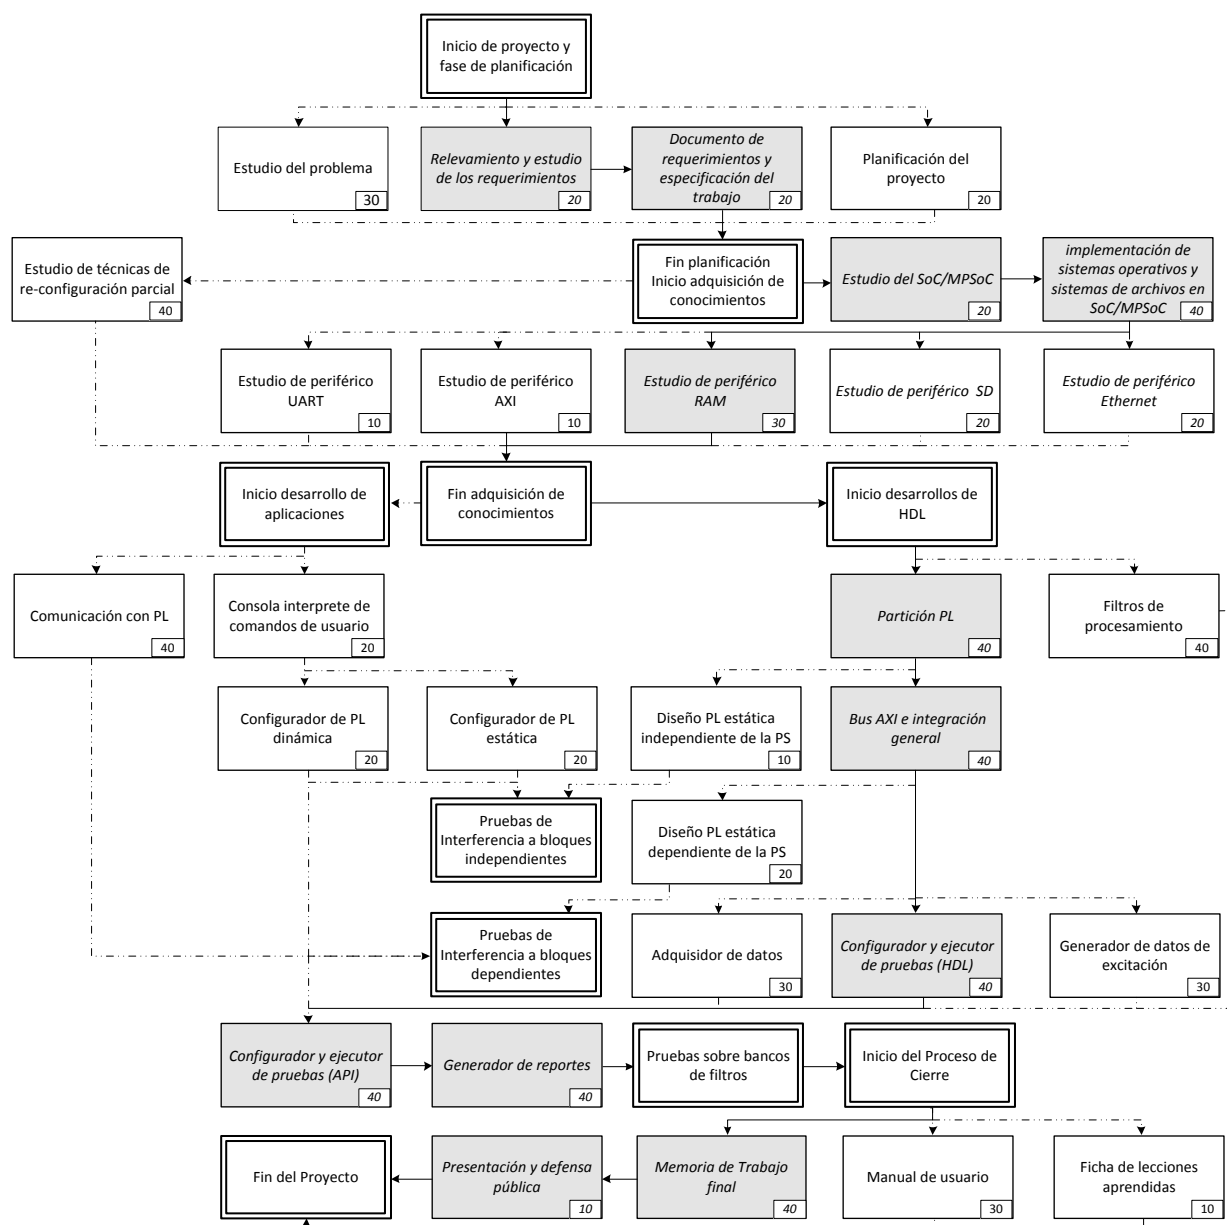 Inicio de proyecto y
fase de planificación
Estudio del problema
30
Relevamiento y estudio
de los requerimientos
20
Documento de
requerimientos y
especificación del
trabajo
20
Planificación del
proyecto
20
Estudio de técnicas de
re-configuración parcial
40
Fin planificación
Inicio adquisición de
conocimientos
Estudio del SoC/MPSoC
20
implementación de
sistemas operativos y
sistemas de archivos en
SoC/MPSoC
40
Estudio de periférico
UART
10
Estudio de periférico
AXI
10
Estudio de periférico
RAM
30
Estudio de periférico SD
20
Estudio de periférico
Ethernet
20
Inicio desarrollo de
aplicaciones
Fin adquisición de
conocimientos
Inicio desarrollos de
HDL
Comunicación con PL
40
Consola interprete de
comandos de usuario
20
Partición PL
40
Filtros de
procesamiento
40
Configurador de PL
dinámica
20
Configurador de PL
estática
20
Diseño PL estática
independiente de la PS
10
Bus AXI e integración
general
40
Pruebas de
Interferencia a bloques
independientes
Diseño PL estática
dependiente de la PS
20
Pruebas de
Interferencia a bloques
dependientes
Adquisidor de datos
30
Configurador y ejecutor
de pruebas (HDL)
40
Generador de datos de
excitación
30
Configurador y ejecutor
de pruebas (API)
40
Generador de reportes
40
Pruebas sobre bancos
de filtros
Inicio del Proceso de
Cierre
Fin del Proyecto
Presentación y defensa
pública
10
Memoria de Trabajo
final
40
Manual de usuario
30
Ficha de lecciones
aprendidas
10